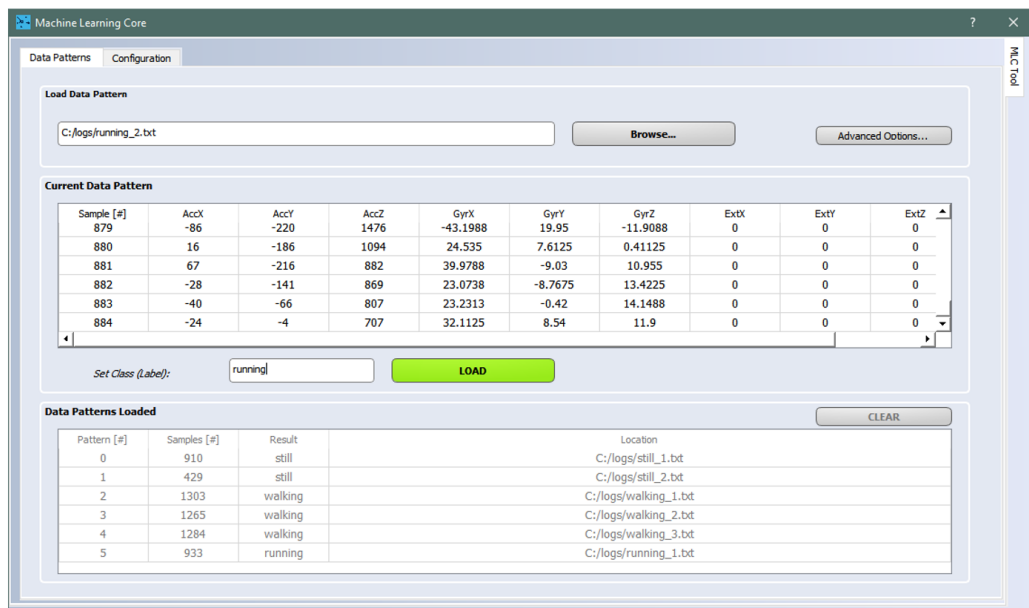 Machine Learning Core ? ×
Data Patterns Configuration
MLC Tool
Load Data Pattern
C:/logs/running_2.txt Browse... Advanced Options...
Current Data Pattern
Sample [#] AccX AccY AccZ GyrX GyrY GyrZ ExtX ExtY ExtZ
879 -86 -220 1476 -43.1988 19.95 -11.9088 0 0 0
880 16 -186 1094 24.535 7.6125 0.41125 0 0 0
881 67 -216 882 39.9788 -9.03 10.955 0 0 0
882 -28 -141 869 23.0738 -8.7675 13.4225 0 0 0
883 -40 -66 807 23.2313 -0.42 14.1488 0 0 0
884 -24 -4 707 32.1125 8.54 11.9 0 0 0
Set Class (Label): running LOAD
Data Patterns Loaded CLEAR
Pattern [#] Samples [#] Result Location
0 910 still C:/logs/still_1.txt
1 429 still C:/logs/still_2.txt
2 1303 walking C:/logs/walking_1.txt
3 1265 walking C:/logs/walking_2.txt
4 1284 walking C:/logs/walking_3.txt
5 933 running C:/logs/running_1.txt